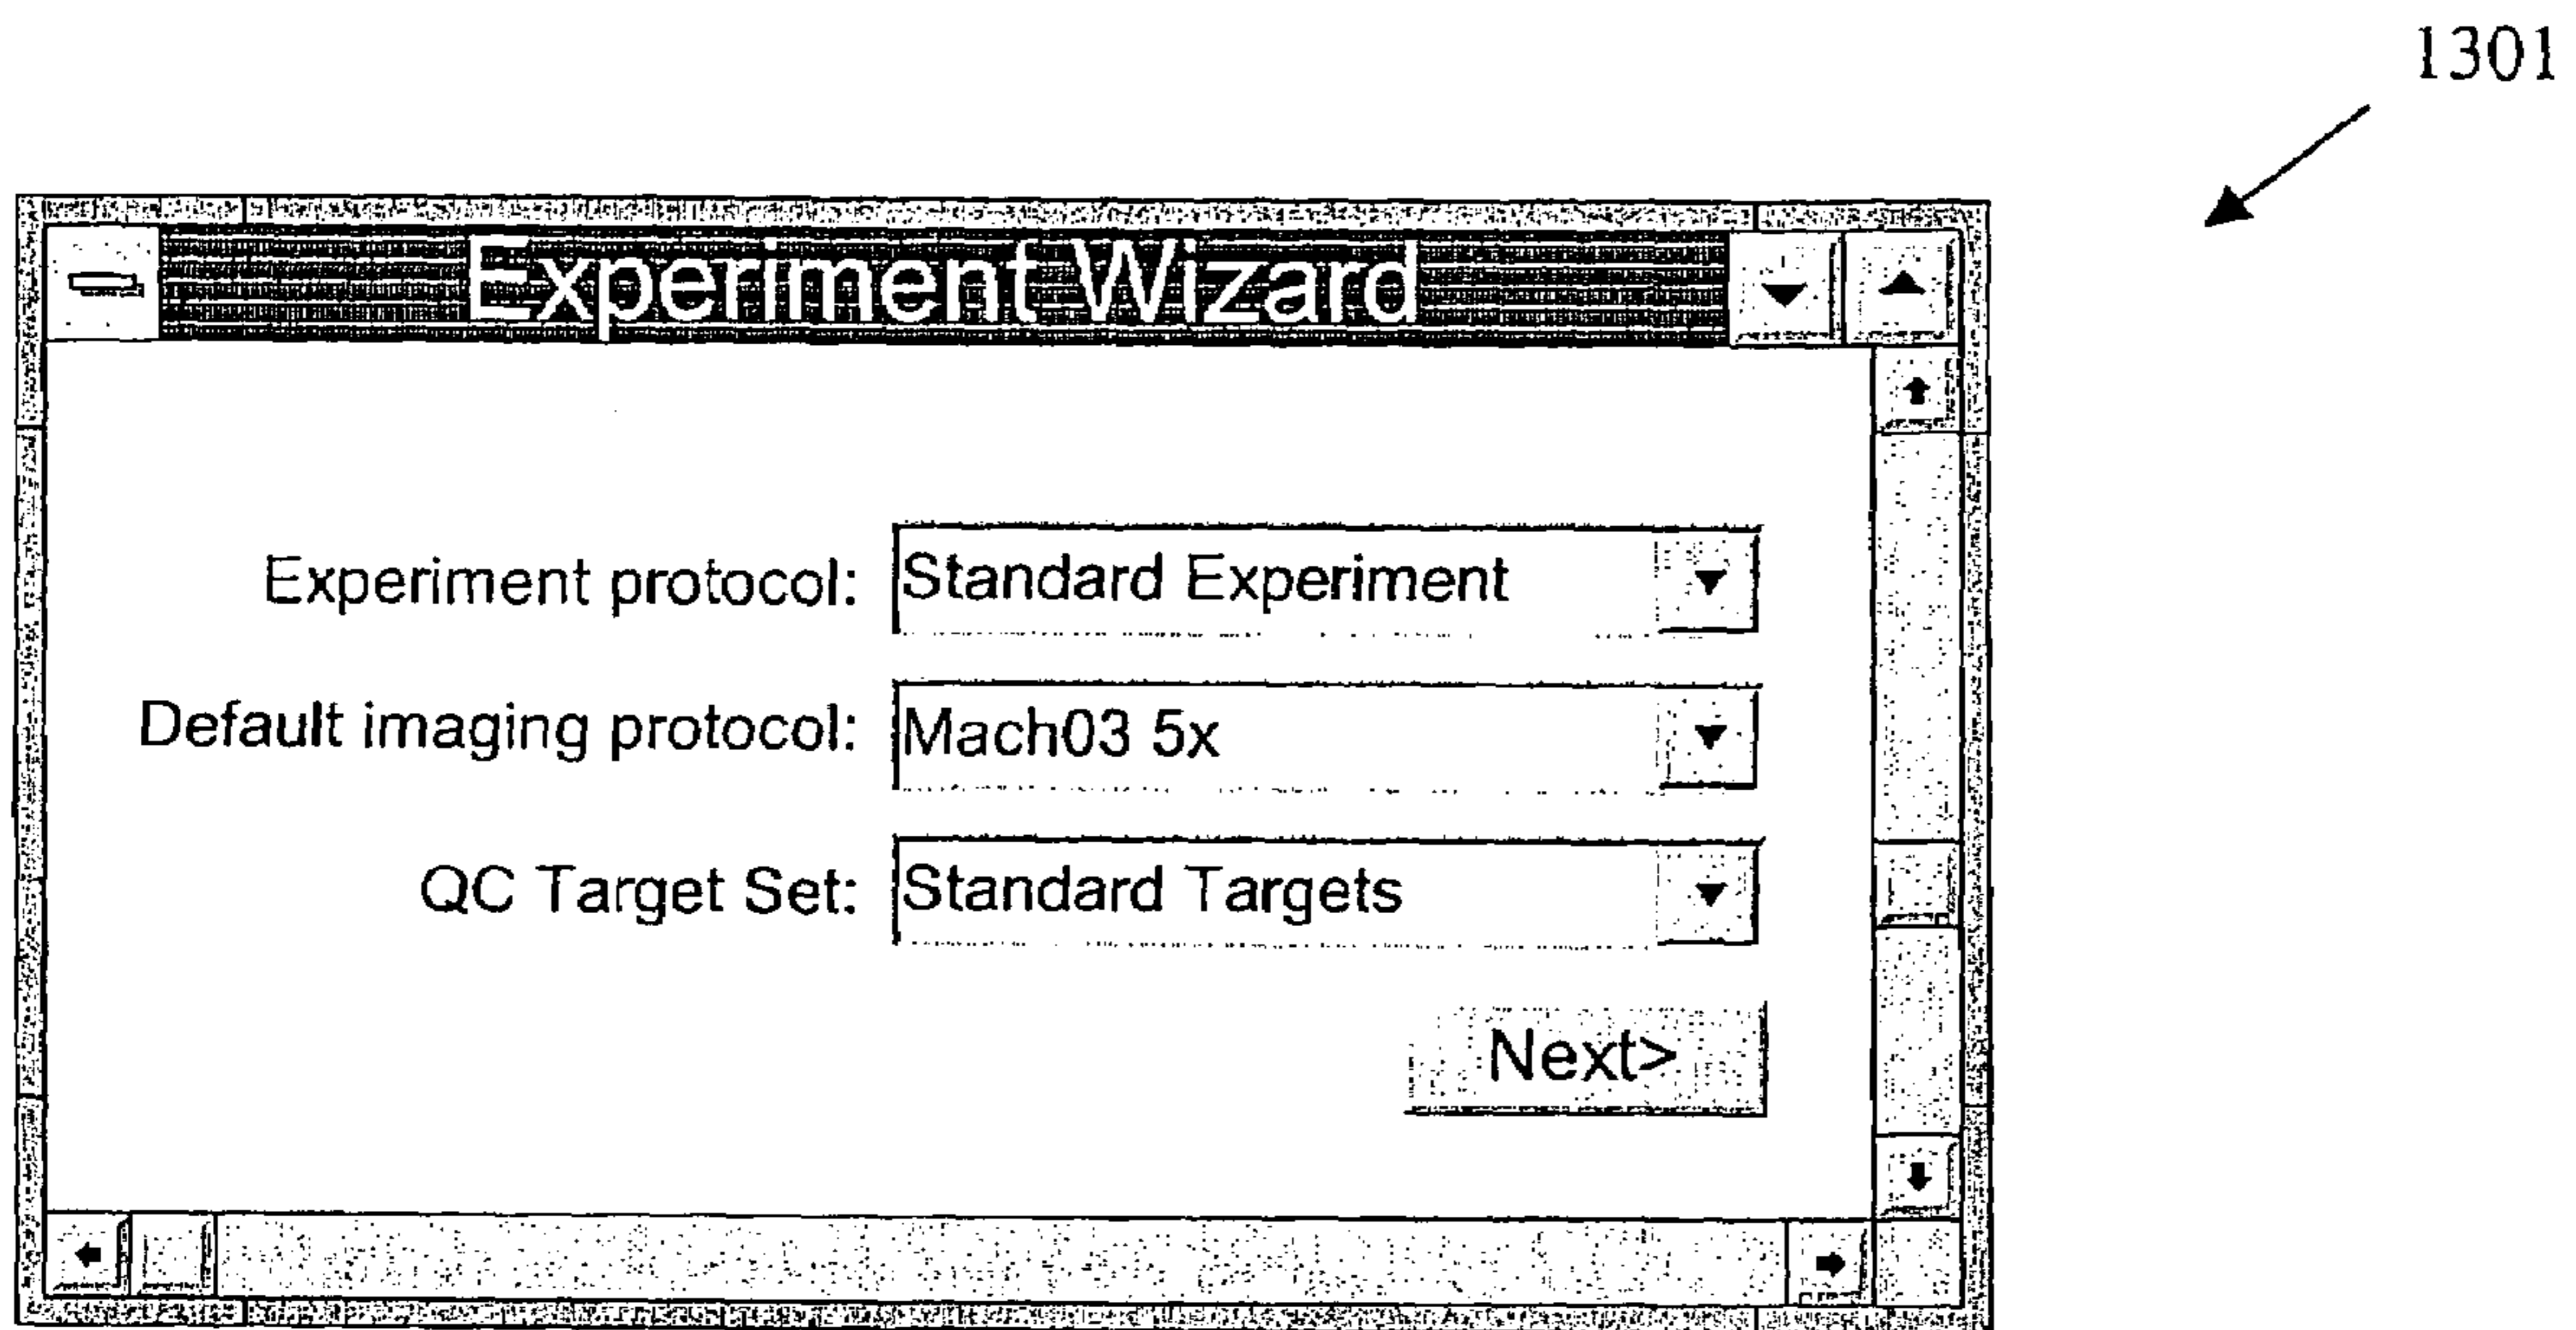 1301
Experiment Wizard
Experiment protocol: Standard Experiment
Default imaging protocol: Mach03 5x
QC Target Set: Standard Targets
Next>